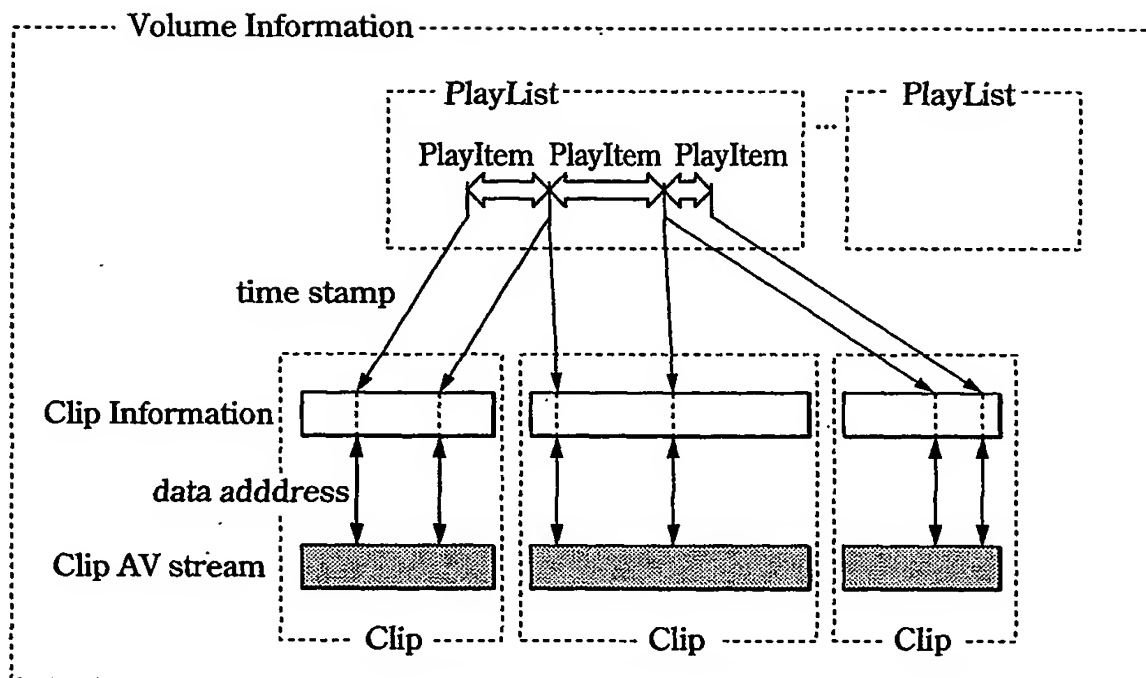 Volume Information
PlayList
...
PlayList
PlayItem PlayItem PlayItem
time stamp
Clip Information
data adddress
Clip AV stream
Clip
Clip
Clip